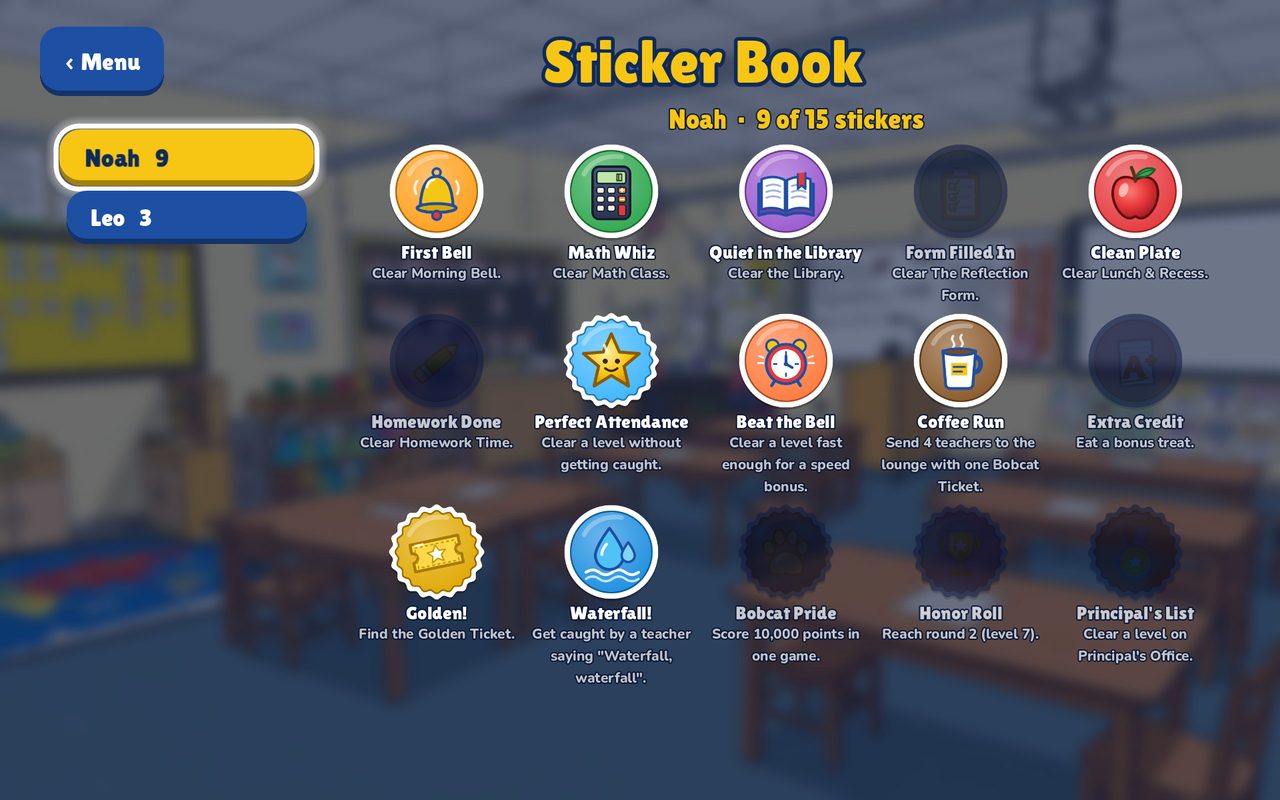 ‹ Menu
Sticker Book
Noah · 9 of 15 stickers
Noah 9
Leo 3
First Bell
Clear Morning Bell.
Math Whiz
Clear Math Class.
Quiet in the Library
Clear the Library.
Form Filled In
Clear The Reflection
Form.
Clean Plate
Clear Lunch & Recess.
Homework Done
Clear Homework Time.
Perfect Attendance
Clear a level without
getting caught.
Beat the Bell
Clear a level fast
enough for a speed
bonus.
Coffee Run
Send 4 teachers to the
lounge with one Bobcat
Ticket.
Extra Credit
Eat a bonus treat.
A+
Golden!
Find the Golden Ticket.
Waterfall!
Get caught by a teacher
saying "Waterfall,
waterfall".
Bobcat Pride
Score 10,000 points in
one game.
Honor Roll
Reach round 2 (level 7).
Principal's List
Clear a level on
Principal's Office.